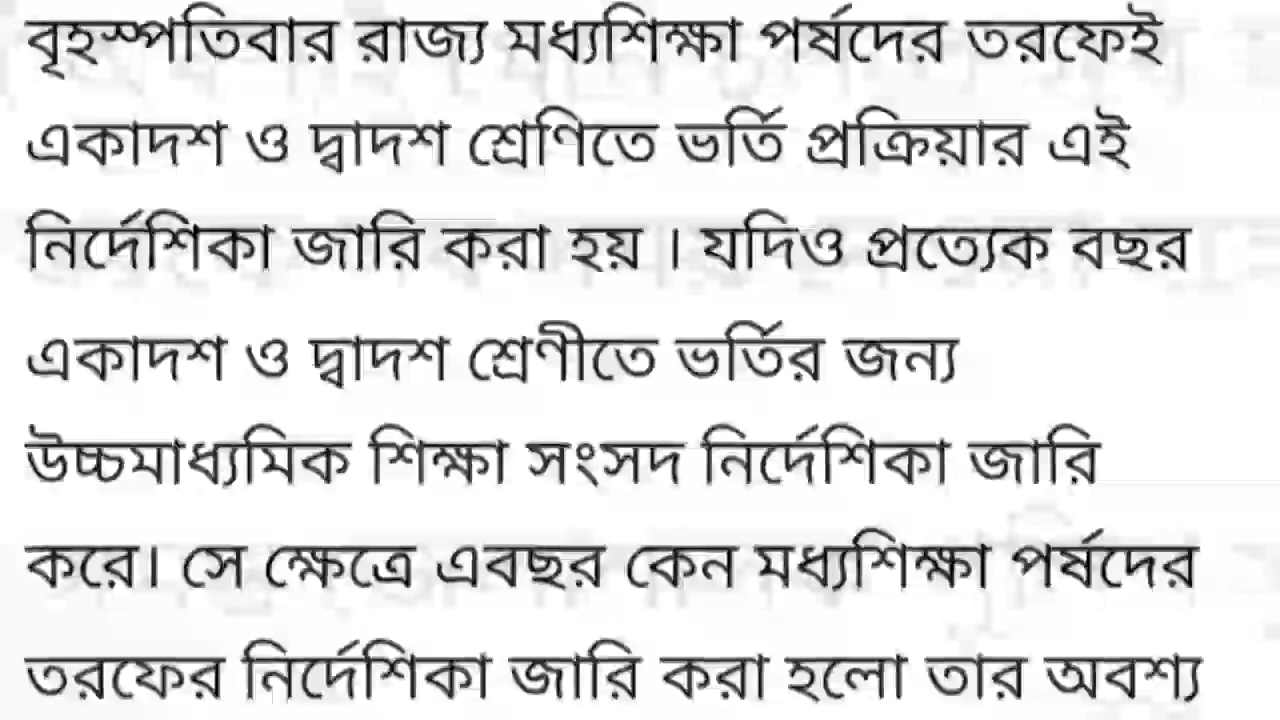 বৃহস্পতিবার রাজ্য মধ্যশিক্ষা পর্ষদের তরফেই
একাদশ ও দ্বাদশ শ্রেণিতে ভর্তি প্রক্রিয়ার এই
নির্দেশিকা জারি করা হয় । যদিও প্রত্যেক বছর
একাদশ ও দ্বাদশ শ্রেণীতে ভর্তির জন্য
উচ্চমাধ্যমিক শিক্ষা সংসদ নির্দেশিকা জারি
করে। সে ক্ষেত্রে এবছর কেন মধ্যশিক্ষা পর্ষদের
তরফের নির্দেশিকা জারি করা হলো তার অবশ্য